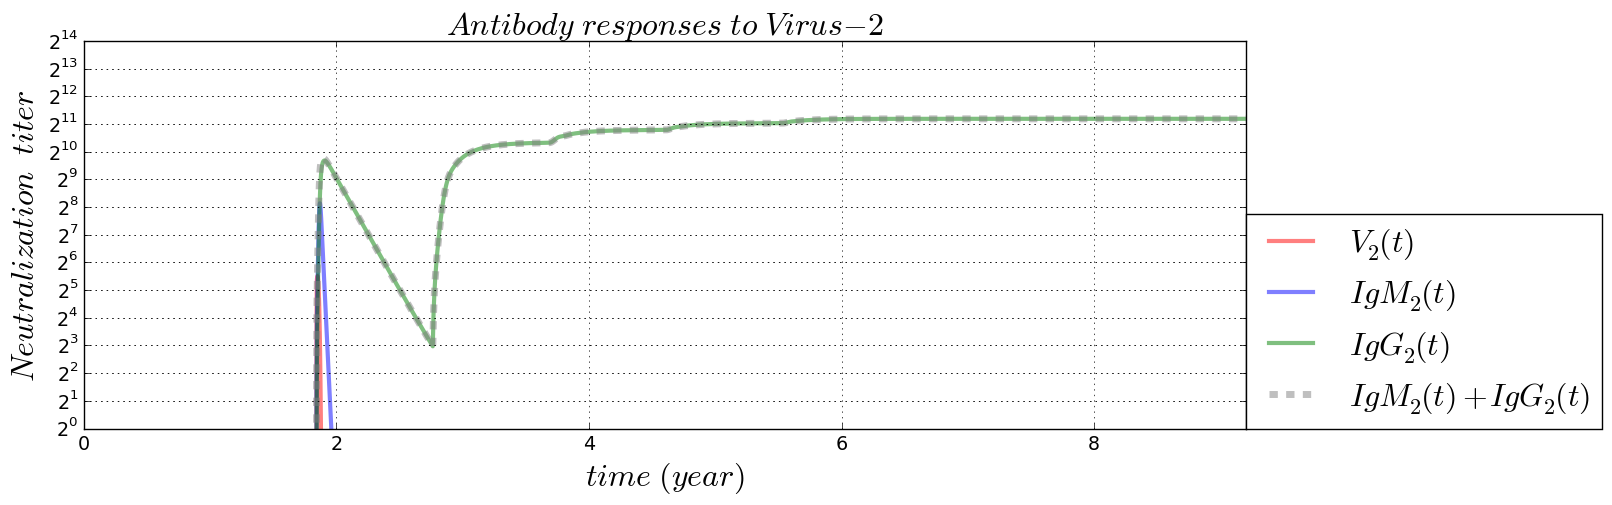 Antibody responses to Virus−2
Neutralization titer
2^14
2^13
2^12
2^11
2^10
2^9
2^8
2^7
2^6
2^5
2^4
2^3
2^2
2^1
2^0
0 2 4 6 8
time (year)
V_2(t)
IgM_2(t)
IgG_2(t)
IgM_2(t)+IgG_2(t)